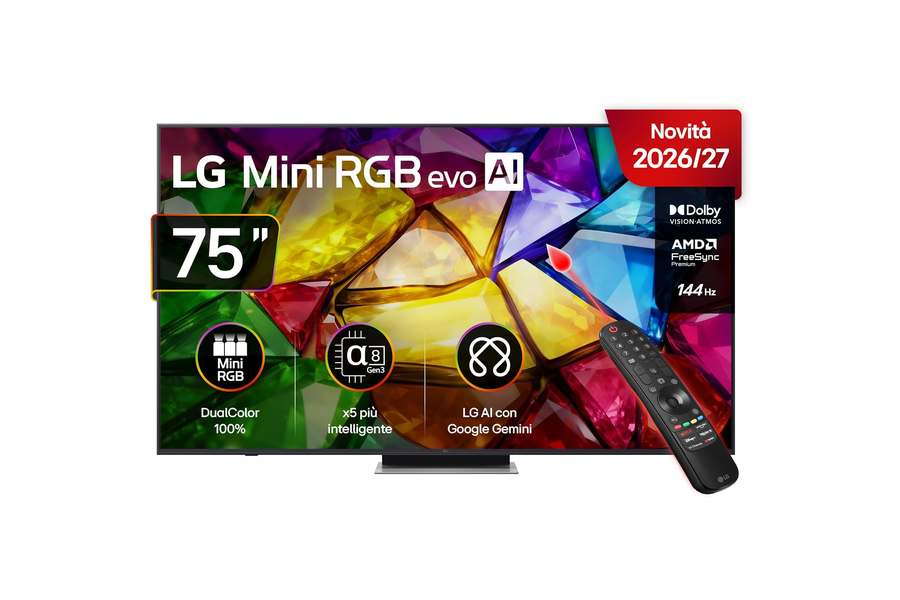 LG Mini RGB evo AI
Novità
2026/27
75”
Dolby
VISION·ATMOS
AMD
FreeSync
Premium
144 Hz
Mini
RGB
α 8
Gen3
DualColor
100%
x5 più
intelligente
LG AI con
Google Gemini
LG